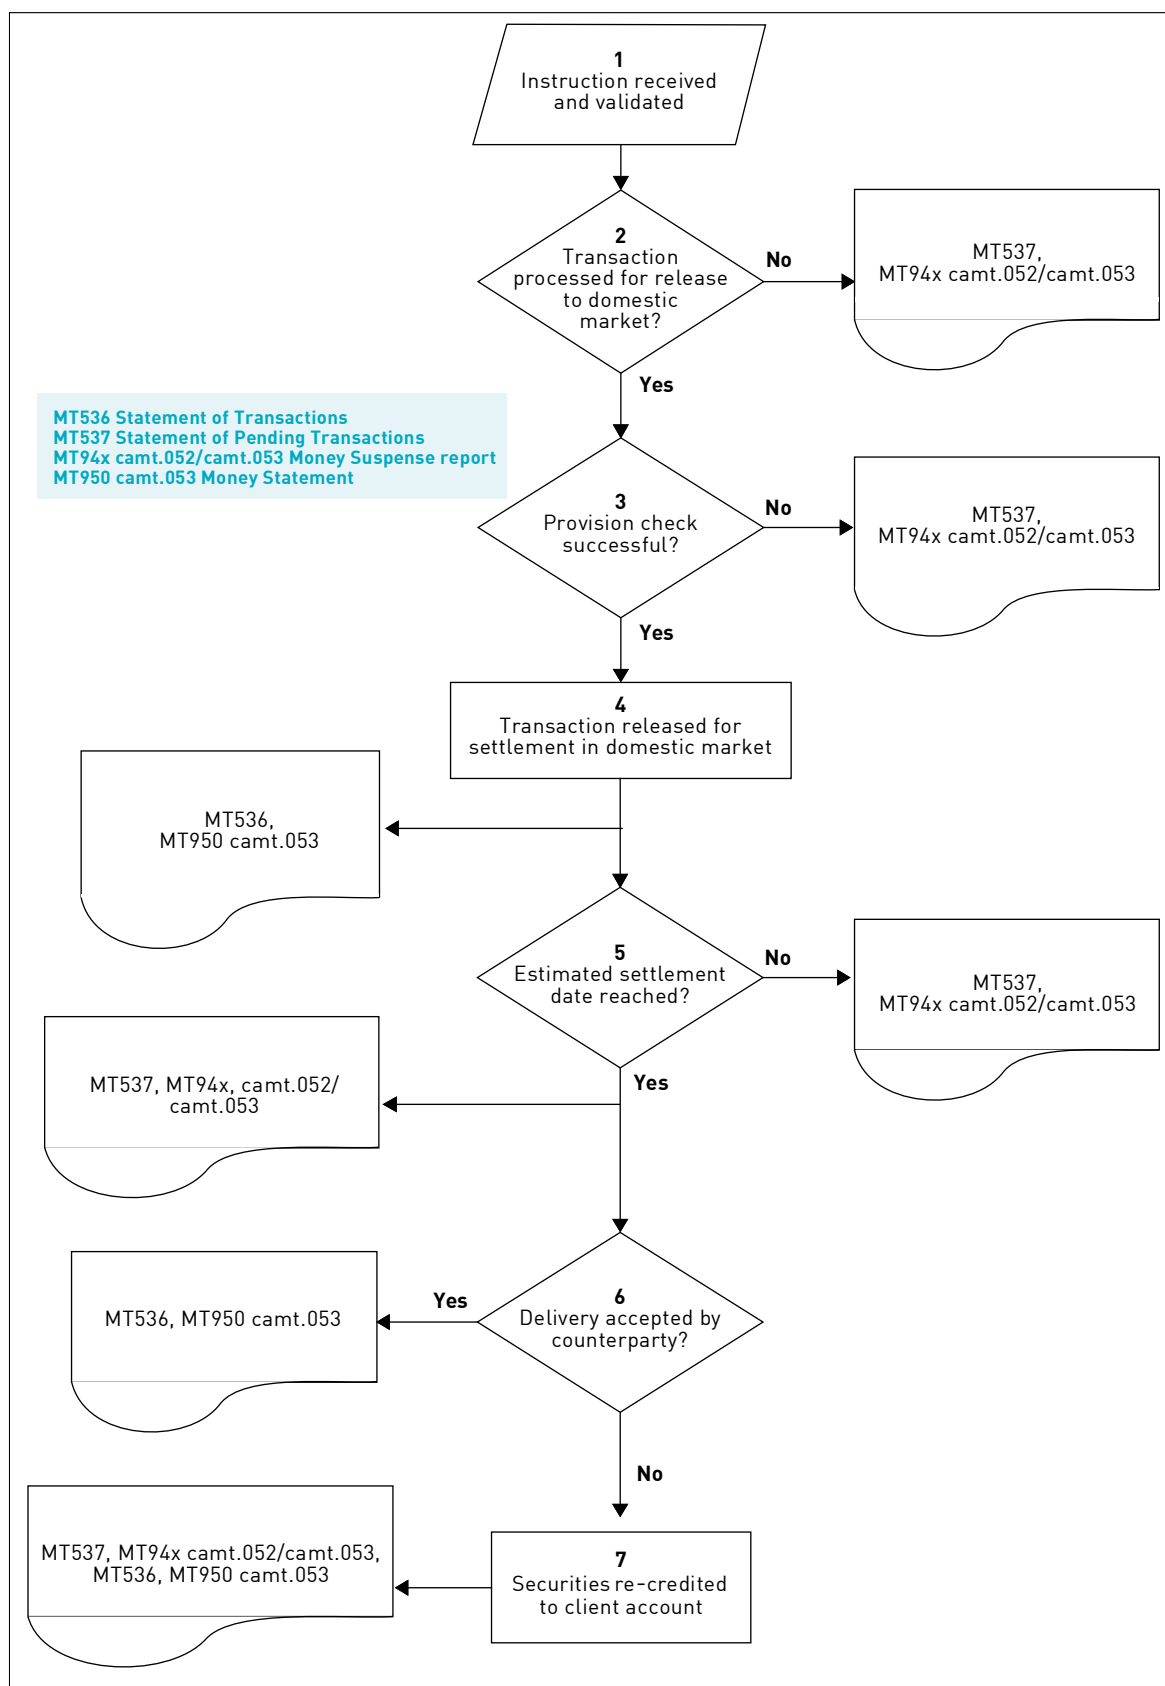 1
Instruction received
and validated
2
Transaction
processed for release
to domestic
market?
No
MT537,
MT94x camt.052/camt.053
Yes
MT536 Statement of Transactions
MT537 Statement of Pending Transactions
MT94x camt.052/camt.053 Money Suspense report
MT950 camt.053 Money Statement
3
Provision check
successful?
No
MT537,
MT94x camt.052/camt.053
Yes
4
Transaction released for
settlement in domestic market
MT536,
MT950 camt.053
5
Estimated settlement
date reached?
No
MT537,
MT94x camt.052/camt.053
Yes
MT537, MT94x, camt.052/
camt.053
6
Delivery accepted by
counterparty?
Yes
MT536, MT950 camt.053
No
7
Securities re-credited
to client account
MT537, MT94x camt.052/camt.053,
MT536, MT950 camt.053